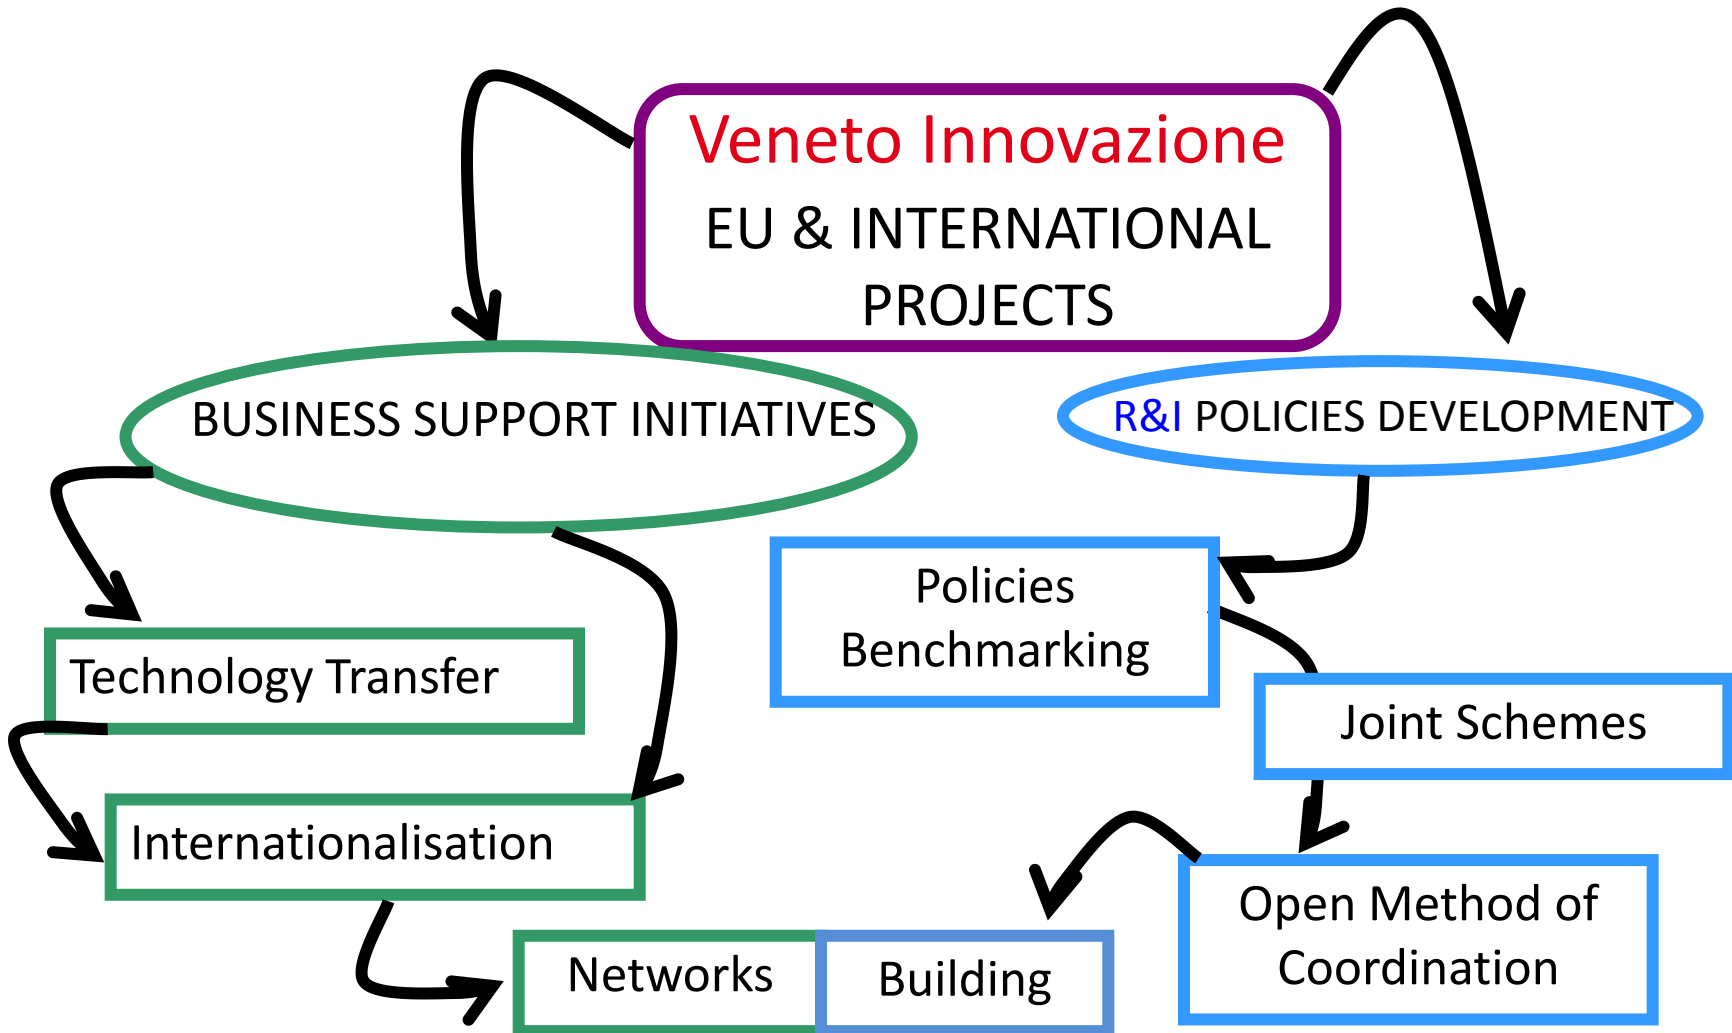 Veneto Innovazione
EU & INTERNATIONAL
PROJECTS
BUSINESS SUPPORT INITIATIVES
R&I POLICIES DEVELOPMENT
Policies
Benchmarking
Technology Transfer
Joint Schemes
Internationalisation
Open Method of
Coordination
Networks
Building